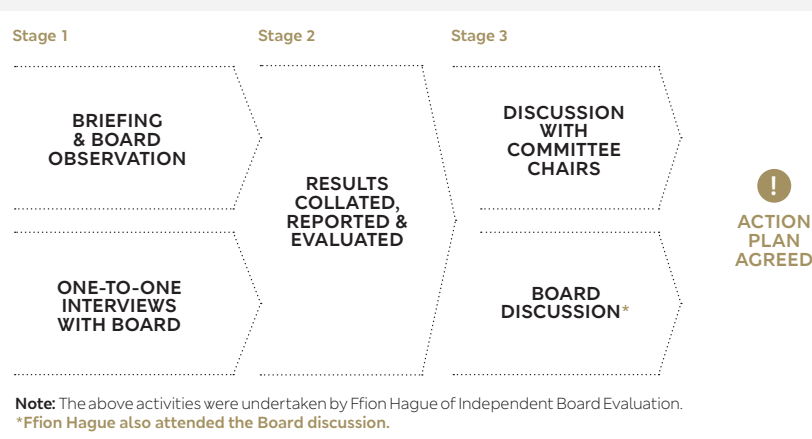 Stage 1
BRIEFING
& BOARD
OBSERVATION
ONE-TO-ONE
INTERVIEWS
WITH BOARD
Stage 2
RESULTS
COLLATED,
REPORTED &
EVALUATED
Stage 3
DISCUSSION
WITH
COMMITTEE
CHAIRS
BOARD
DISCUSSION*
!
ACTION
PLAN
AGREED
Note: The above activities were undertaken by Ffion Hague of Independent Board Evaluation.
*Ffion Hague also attended the Board discussion.